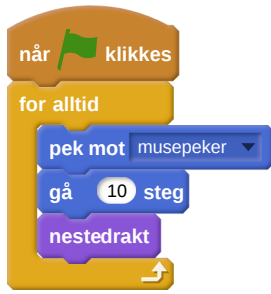 når klikkes
for alltid
pek mot musepeker
gå 10 steg
nestedrakt